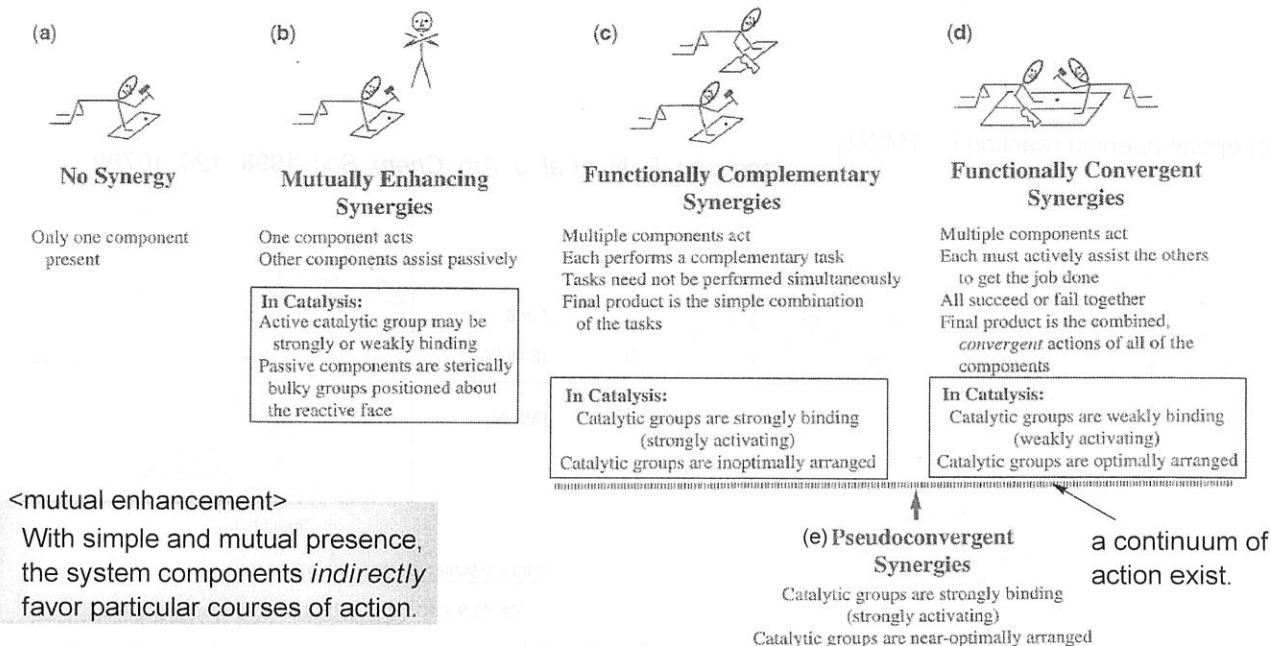 (a)
No Synergy
Only one component
present
(b)
Mutually Enhancing
Synergies
One component acts
Other components assist passively
In Catalysis:
Active catalytic group may be
strongly or weakly binding
Passive components are sterically
bulky groups positioned about
the reactive face
(c)
Functionally Complementary
Synergies
Multiple components act
Each performs a complementary task
Tasks need not be performed simultaneously
Final product is the simple combination
of the tasks
In Catalysis:
Catalytic groups are strongly binding
(strongly activating)
Catalytic groups are inoptimally arranged
(d)
Functionally Convergent
Synergies
Multiple components act
Each must actively assist the others
to get the job done
All succeed or fail together
Final product is the combined,
convergent actions of all of the
components
In Catalysis:
Catalytic groups are weakly binding
(weakly activating)
Catalytic groups are optimally arranged
<mutual enhancement>
With simple and mutual presence,
the system components indirectly
favor particular courses of action.
(e) Pseudoconvergent
Synergies
Catalytic groups are strongly binding
(strongly activating)
Catalytic groups are near-optimally arranged
a continuum of
action exist.